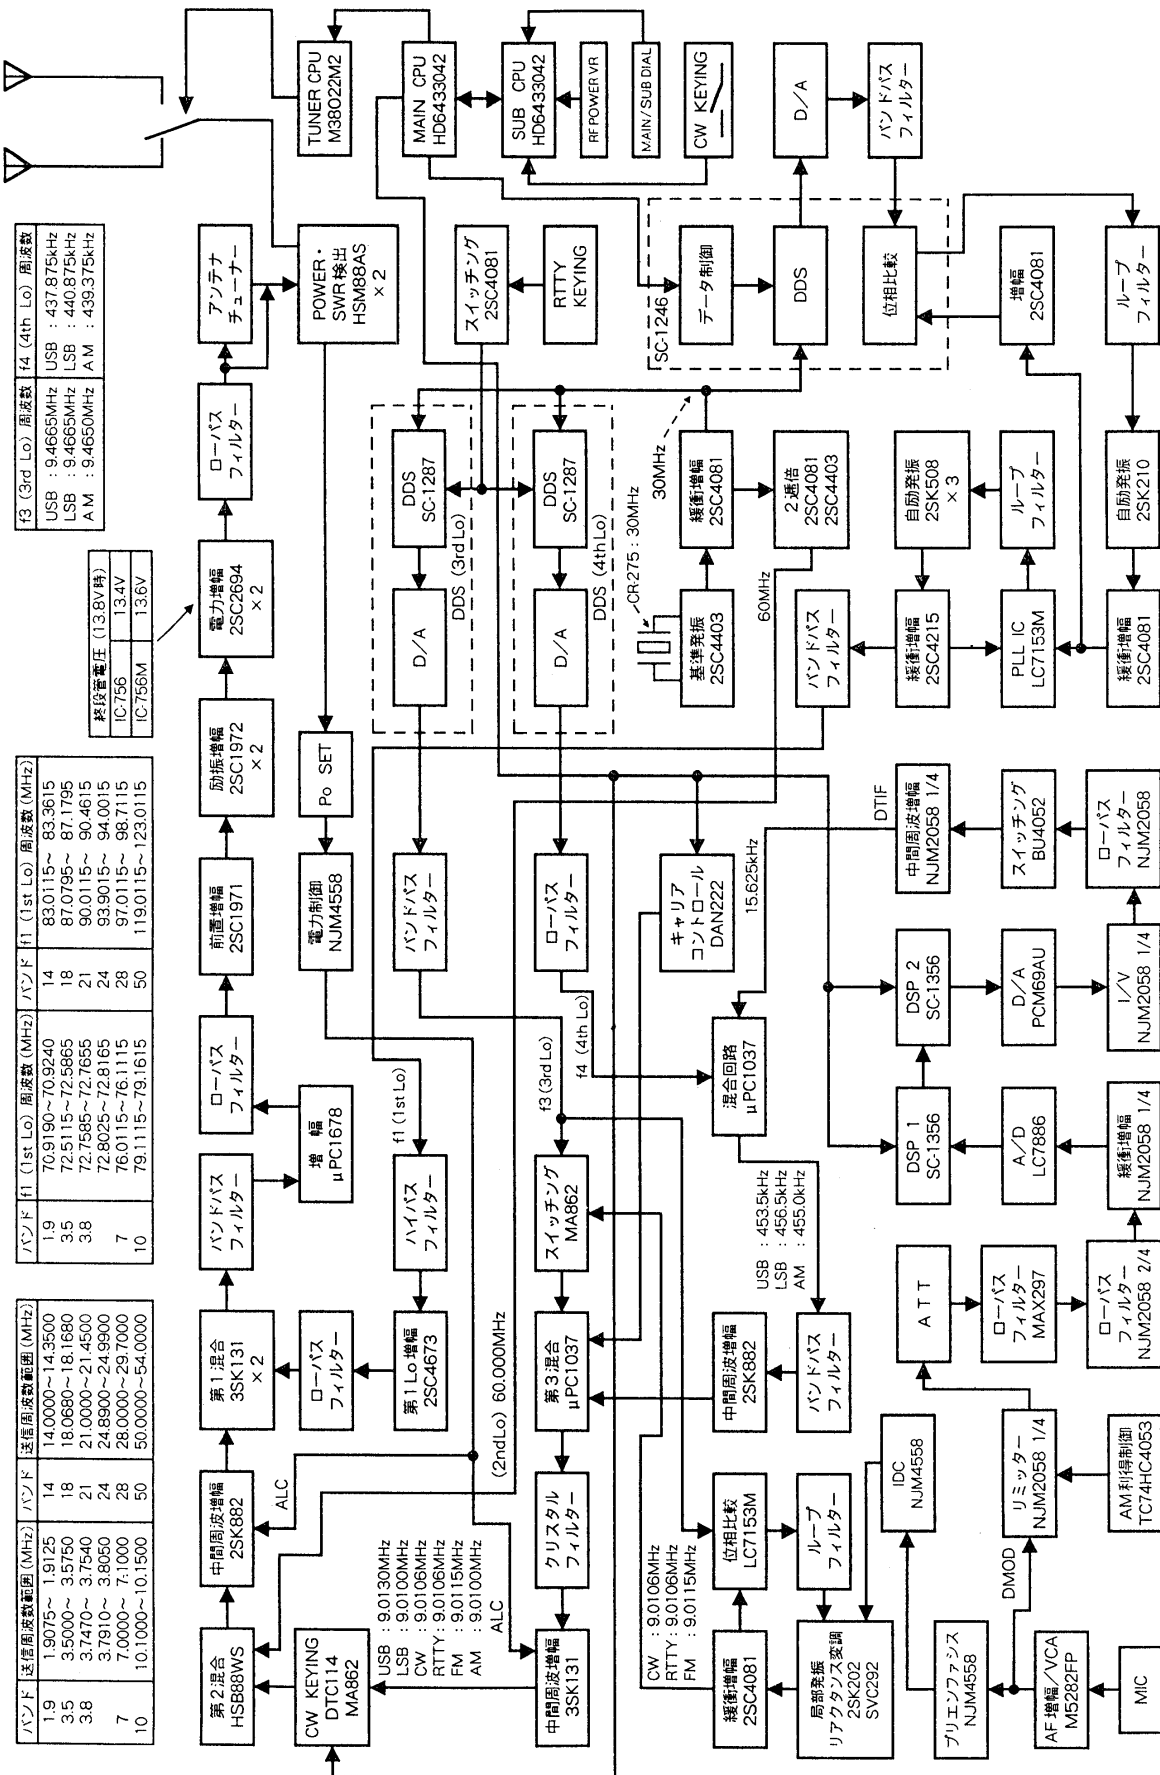 バンド 送信周波数範囲(MHz) バンド 送信周波数範囲(MHz)
1.9 1.9075~ 1.9125 14 14.0000~14.3500
3.5 3.5000~ 3.5750 18 18.0680~18.1680
3.8 3.7470~ 3.7540 21 21.0000~21.4500
3.7910~ 3.8050 24 24.8900~24.9900
7 7.0000~ 7.1000 28 28.0000~29.7000
10 10.1000~10.1500 50 50.0000~54.0000
バンド f1 (1st Lo) 周波数(MHz) バンド f1 (1st Lo) 周波数(MHz)
1.9 70.9190~70.9240 14 83.0115~ 83.3615
3.5 72.5115~72.5865 18 87.0795~ 87.1795
3.8 72.7585~72.7655 21 90.0115~ 90.4615
72.8025~72.8165 24 93.9015~ 94.0015
7 76.0115~76.1115 28 97.0115~ 98.7115
10 79.1115~79.1615 50 119.0115~123.0115
終段管電圧 (13.8V時)
IC-756 13.4V
IC-756M 13.6V
f3 (3rd Lo) 周波数 f4 (4th Lo) 周波数
USB : 9.4665MHz USB : 437.875kHz
LSB : 9.4665MHz LSB : 440.875kHz
AM : 9.4650MHz AM : 439.375kHz
第2混合
HSB88WS
中間周波増幅
2SK882
第1混合
3SK131
×2
バンドパス
フィルター
増 幅
μPC1678
ローパス
フィルター
前置増幅
2SC1971
励振増幅
2SC1972
×2
電力増幅
2SC2694
×2
ローパス
フィルター
アンテナ
チューナー
POWER・
SWR検出
HSM88AS
×2
TUNER CPU
M38022M2
MAIN CPU
HD6433042
SUB CPU
HD6433042
RF POWER VR
MAIN/SUB DIAL
CW KEYING
CW KEYING
DTC114
MA862
ALC
ローパス
フィルター
第1Lo増幅
2SC4673
ハイパス
フィルター
f1 (1st Lo)
電力制御
NJM4558
Po SET
スイッチング
2SC4081
RTTY
KEYING
USB : 9.0130MHz
LSB : 9.0100MHz
CW : 9.0106MHz
RTTY : 9.0106MHz
FM : 9.0115MHz
AM : 9.0100MHz
ALC
(2ndLo) 60.000MHz
バンドパス
フィルター
D/A
DDS
SC-1287
DDS (3rd Lo)
中間周波増幅
3SK131
クリスタル
フィルター
第3混合
μPC1037
スイッチング
MA862
f3 (3rd Lo)
f4 (4th Lo)
ローパス
フィルター
D/A
DDS
SC-1287
DDS (4th Lo)
SC-1246
データ制御
DDS
D/A
バンドパス
フィルター
位相比較
30MHz
CR-275 : 30MHz
基準発振
2SC4403
緩衝増幅
2SC4081
2逓倍
2SC4081
2SC4403
60MHz
キャリア
コントロール
DAN222
CW : 9.0106MHz
RTTY : 9.0106MHz
FM : 9.0115MHz
緩衝増幅
2SC4081
位相比較
LC7153M
ループ
フィルター
局部発振
リアクタンス変調
2SK202
SVC292
中間周波増幅
2SK882
バンドパス
フィルター
USB : 453.5kHz
LSB : 456.5kHz
AM : 455.0kHz
混合回路
μPC1037
15.625kHz
DTIF
バンドパス
フィルター
緩衝増幅
2SC4215
自励発振
2SK508
×3
PLL IC
LC7153M
ループ
フィルター
増幅
2SC4081
緩衝増幅
2SC4081
自励発振
2SK210
ループ
フィルター
IDC
NJM4558
プリエンファシス
NJM4558
DMOD
AF 増幅/VCA
M5282FP
MIC
リミッター
NJM2058 1/4
AM利得制御
TC74HC4053
ATT
ローパス
フィルター
MAX297
ローパス
フィルター
NJM2058 2/4
緩衝増幅
NJM2058 1/4
A/D
LC7886
DSP 1
SC-1356
DSP 2
SC-1356
D/A
PCM69AU
I/V
NJM2058 1/4
ローパス
フィルター
NJM2058
スイッチング
BU4052
中間周波増幅
NJM2058 1/4